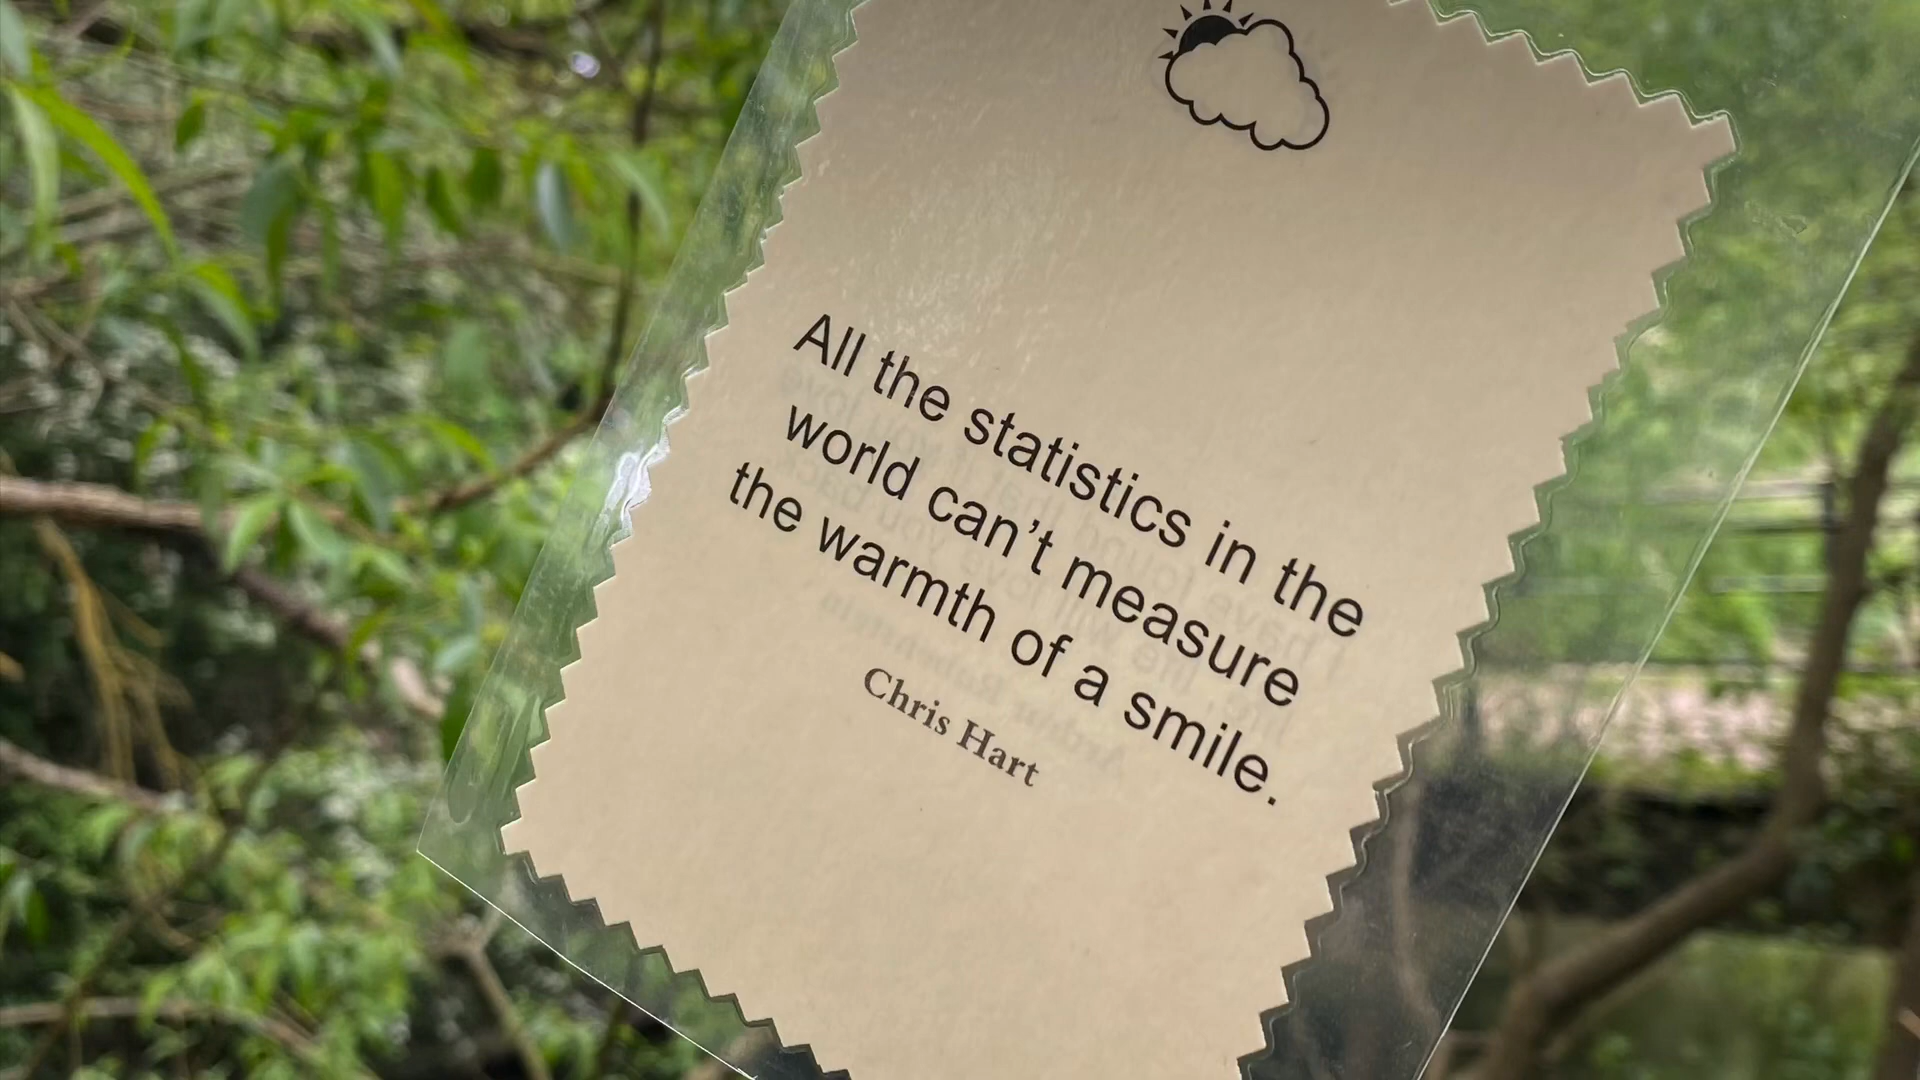 All the statistics in the
world can’t measure
the warmth of a smile.
Chris Hart